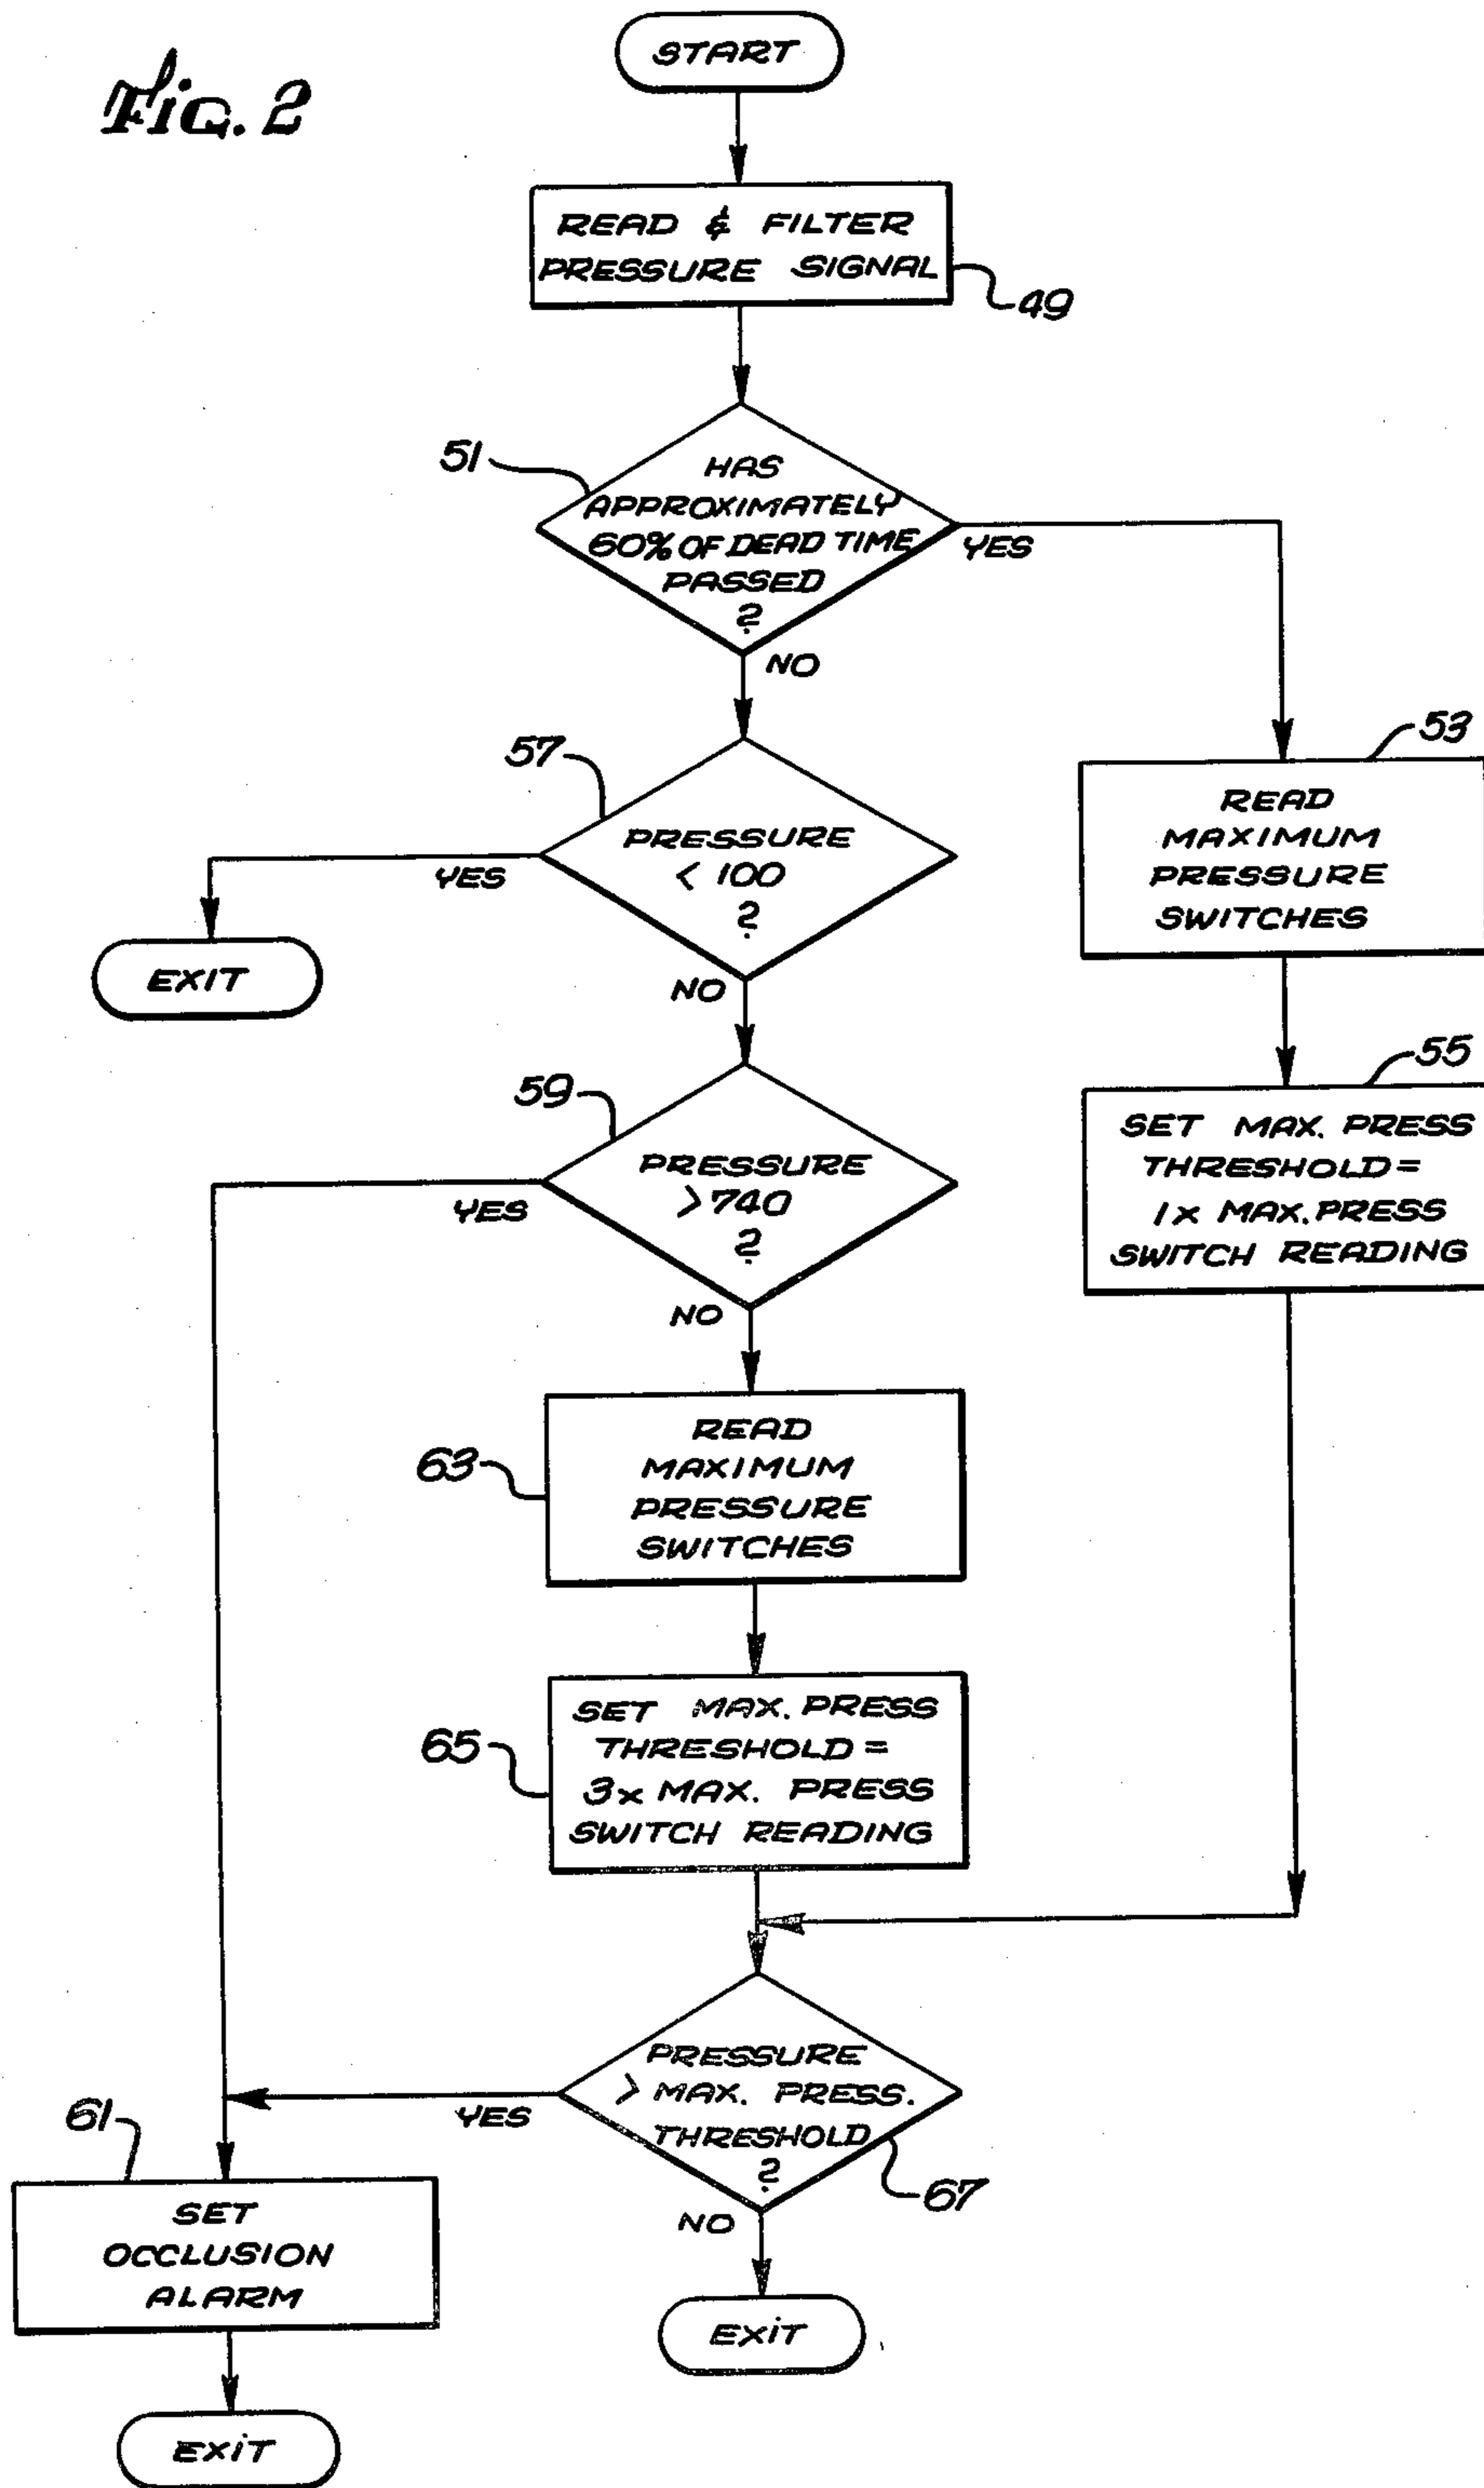 Fig. 2
START
READ & FILTER
PRESSURE SIGNAL
49
51
HAS
APPROXIMATELY
60% OF DEAD TIME
PASSED
?
YES
NO
57
PRESSURE
< 100
?
YES
EXIT
NO
53
READ
MAXIMUM
PRESSURE
SWITCHES
55
SET MAX. PRESS
THRESHOLD =
1x MAX. PRESS
SWITCH READING
59
PRESSURE
> 740
?
YES
NO
63
READ
MAXIMUM
PRESSURE
SWITCHES
65
SET MAX. PRESS
THRESHOLD =
3x MAX. PRESS
SWITCH READING
PRESSURE
> MAX. PRESS.
THRESHOLD
?
67
YES
NO
61
SET
OCCLUSION
ALARM
EXIT
EXIT